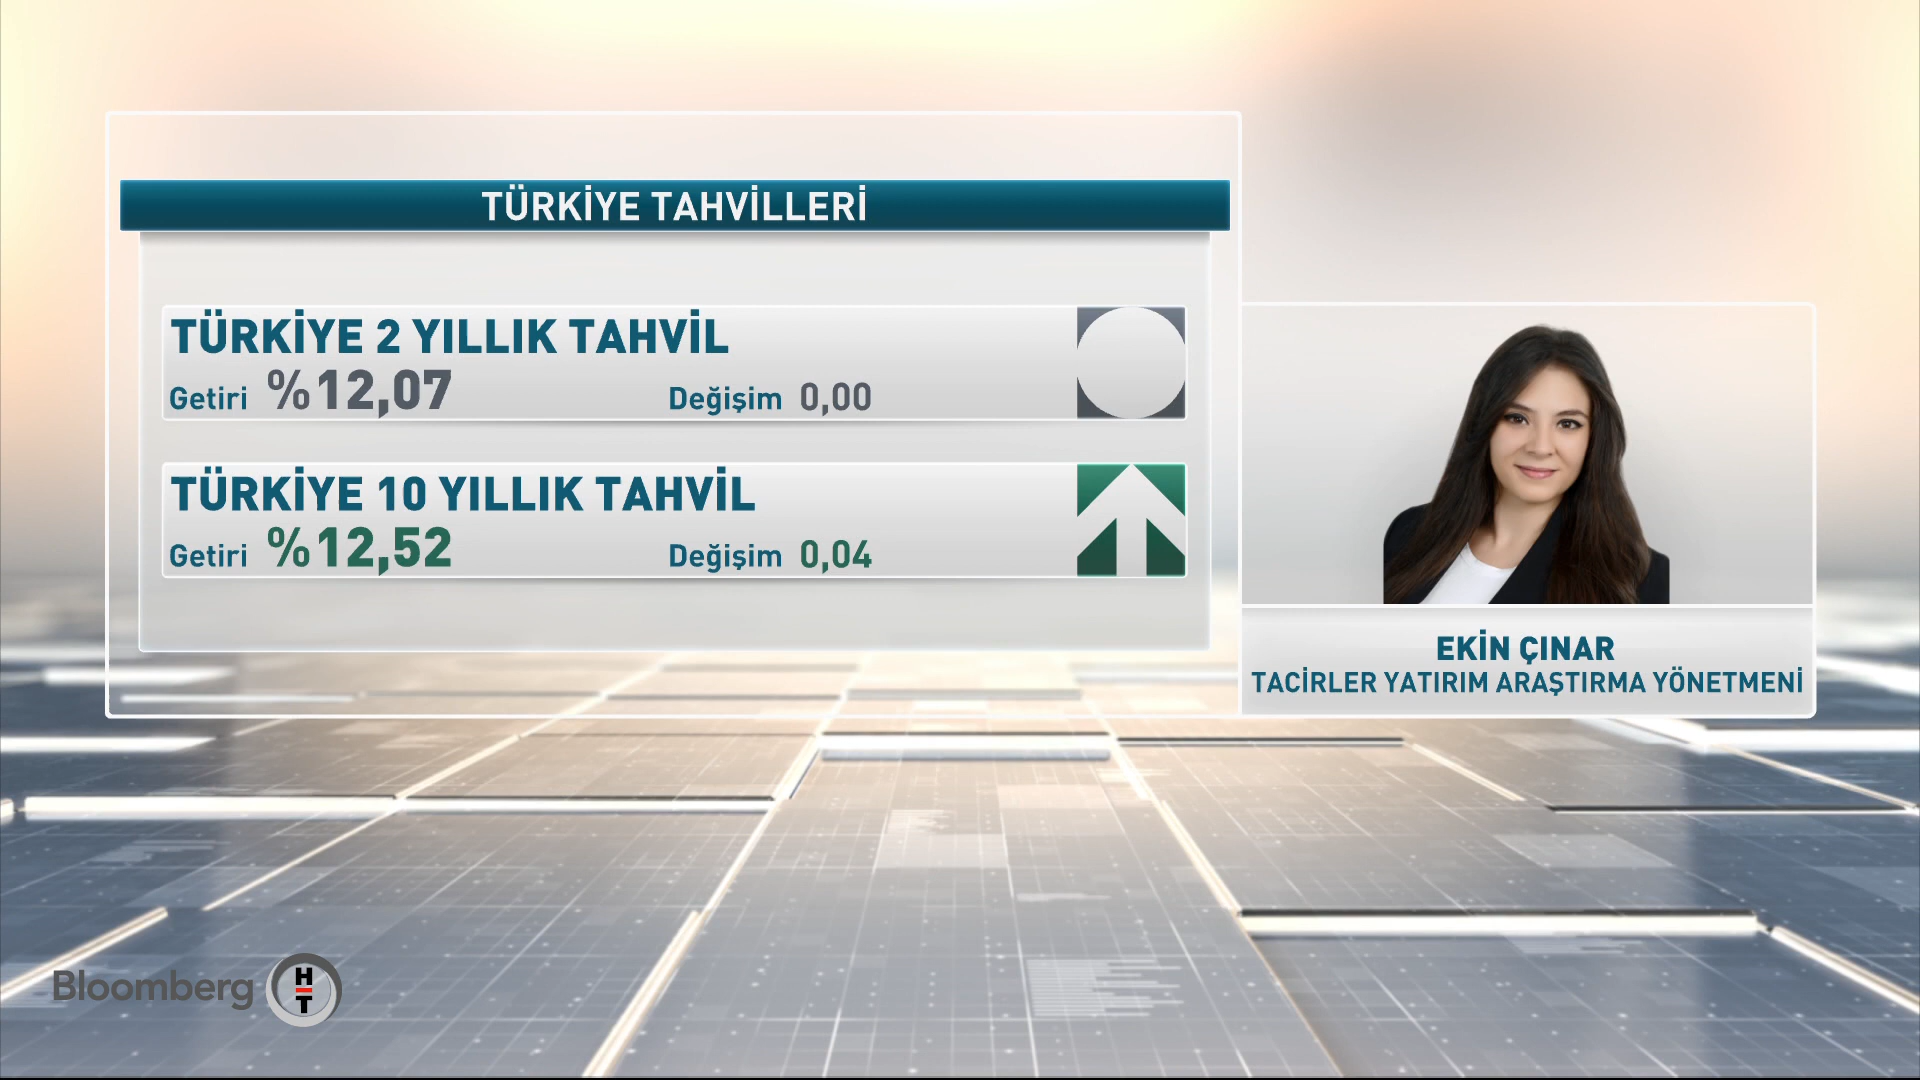 TÜRKİYE TAHVİLLERİ
TÜRKİYE 2 YILLIK TAHVİL
Getiri %12,07 Değişim 0,00
TÜRKİYE 10 YILLIK TAHVİL
Getiri %12,52 Değişim 0,04
EKİN ÇINAR
TACİRLER YATIRIM ARAŞTIRMA YÖNETMENİ
Bloomberg HT